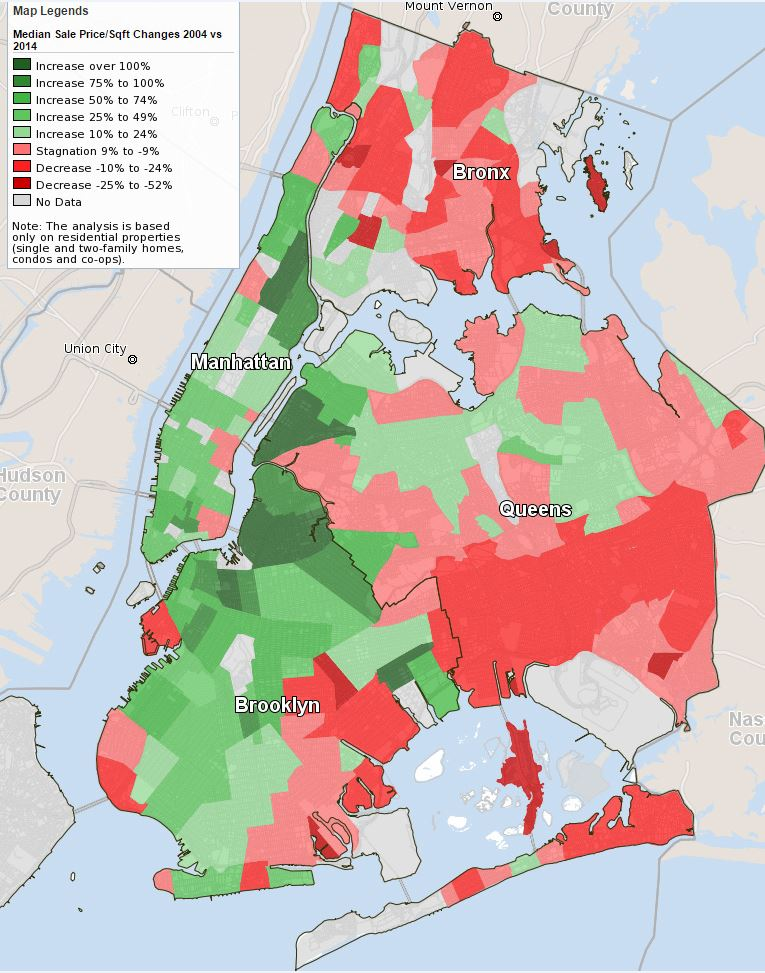 Map Legends
Median Sale Price/Sqft Changes 2004 vs
2014
Increase over 100%
Increase 75% to 100%
Increase 50% to 74%
Increase 25% to 49%
Increase 10% to 24%
Stagnation 9% to -9%
Decrease -10% to -24%
Decrease -25% to -52%
No Data
Note: The analysis is based
only on residential properties
(single and two-family homes,
condos and co-ops).
Mount Vernon
County
Clifton
Bronx
Union City
Manhattan
Hudson
County
Queens
Brooklyn